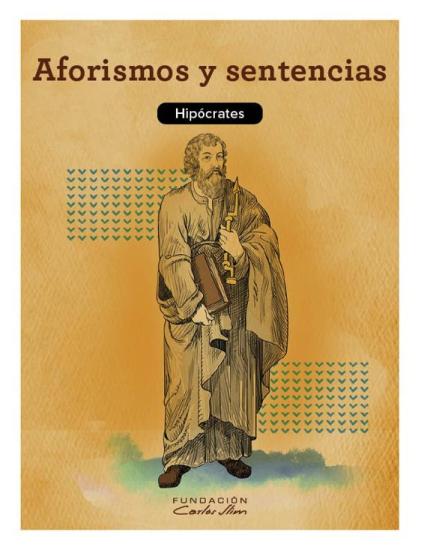 Aforismos y sentencias
Hipócrates
FUNDACIÓN
Carlos Slim